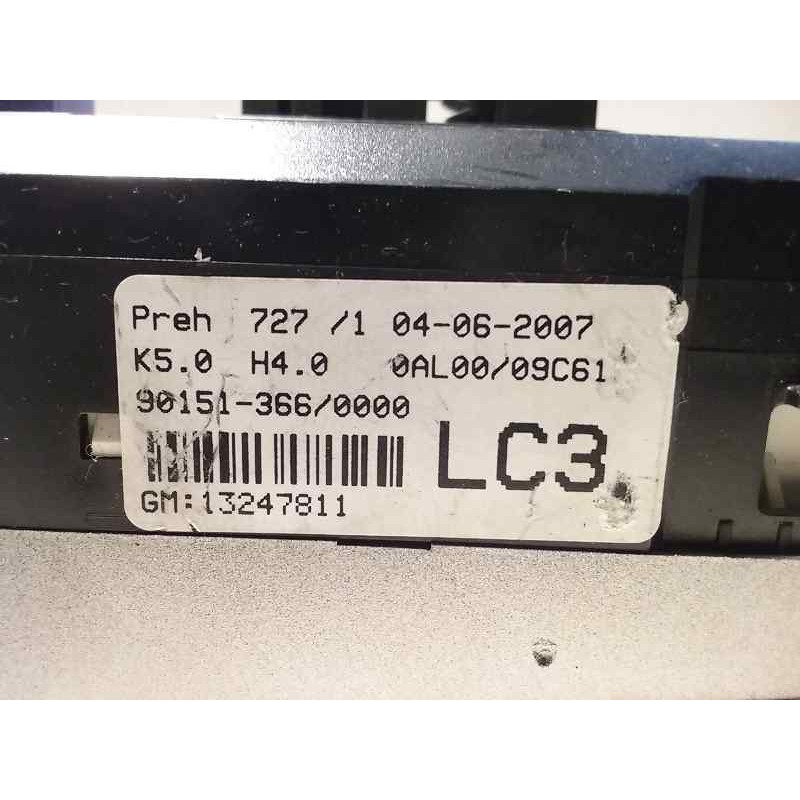 Preh 727 /1 04-06-2007
K5.0 H4.0 0AL00/09C61
90151-366/0000
LC3
GM:13247811